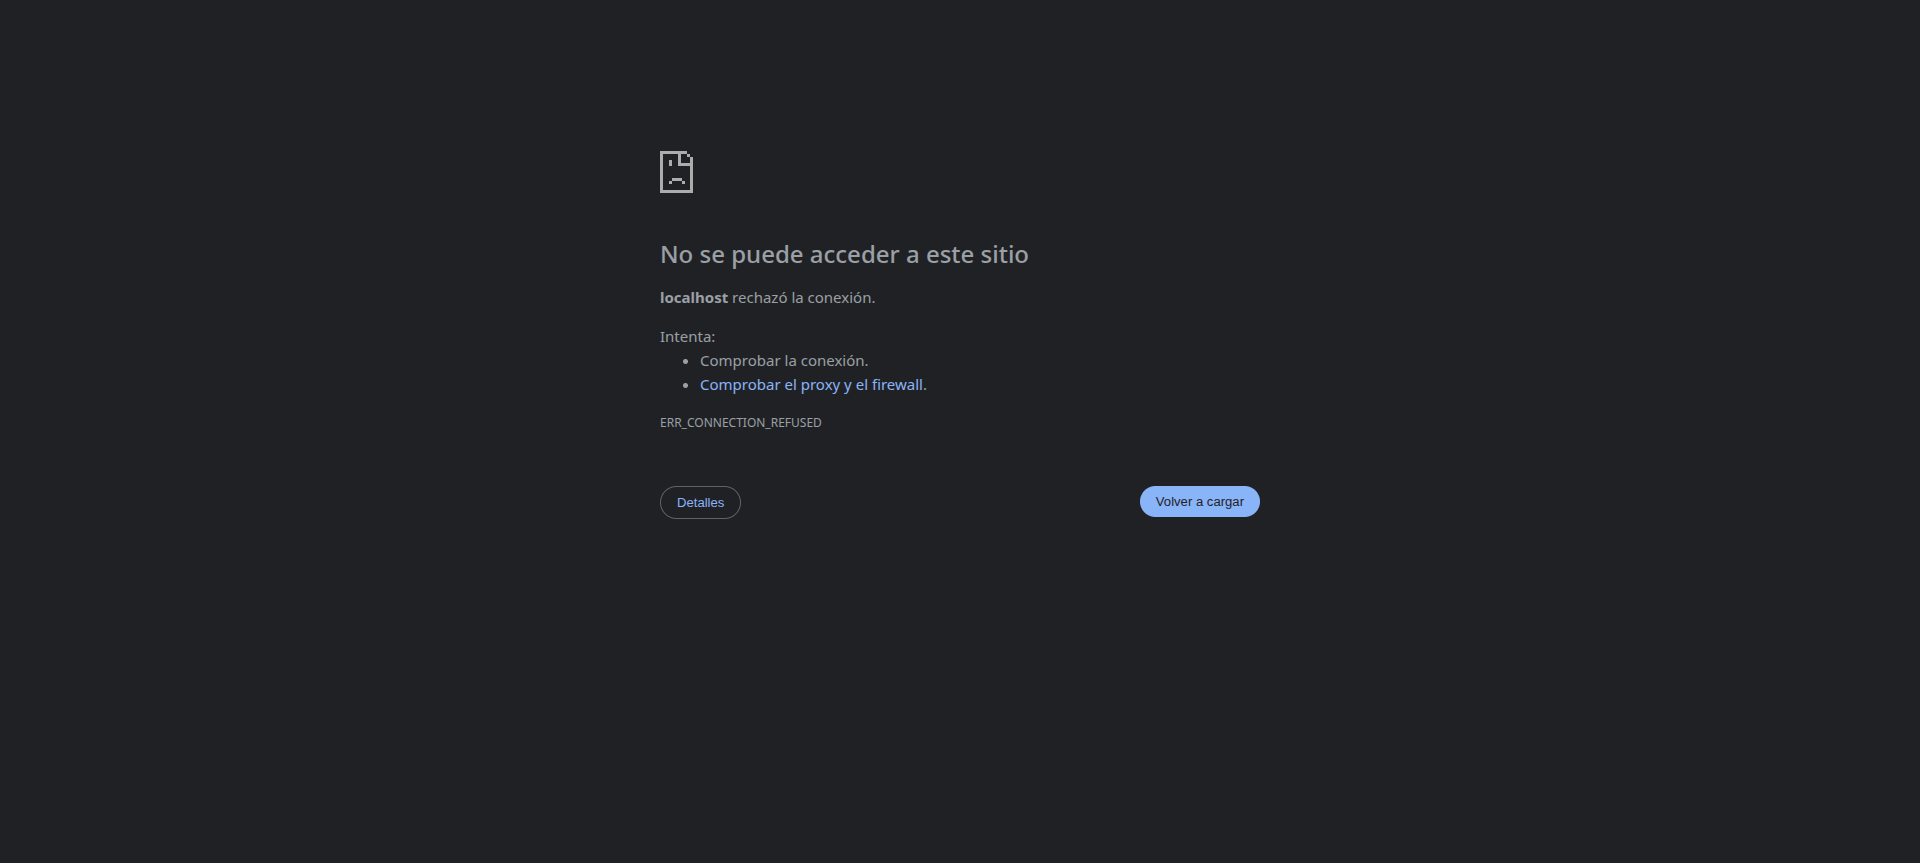 No se puede acceder a este sitio
localhost rechazó la conexión.
Intenta:
Comprobar la conexión.
Comprobar el proxy y el firewall.
ERR_CONNECTION_REFUSED
Detalles
Volver a cargar